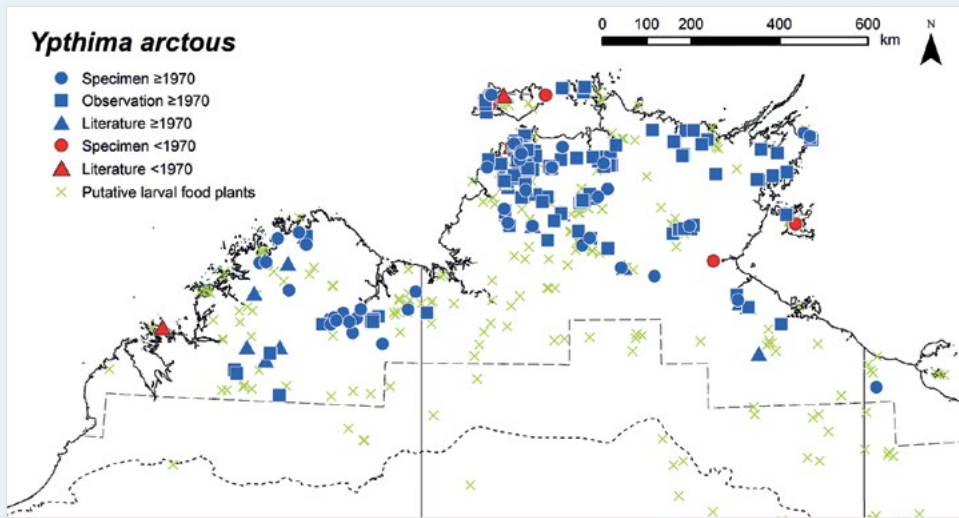 Ypthima arctous
Specimen ≥1970
Observation ≥1970
Literature ≥1970
Specimen <1970
Literature <1970
Putative larval food plants
0 100 200 400 600
km
N